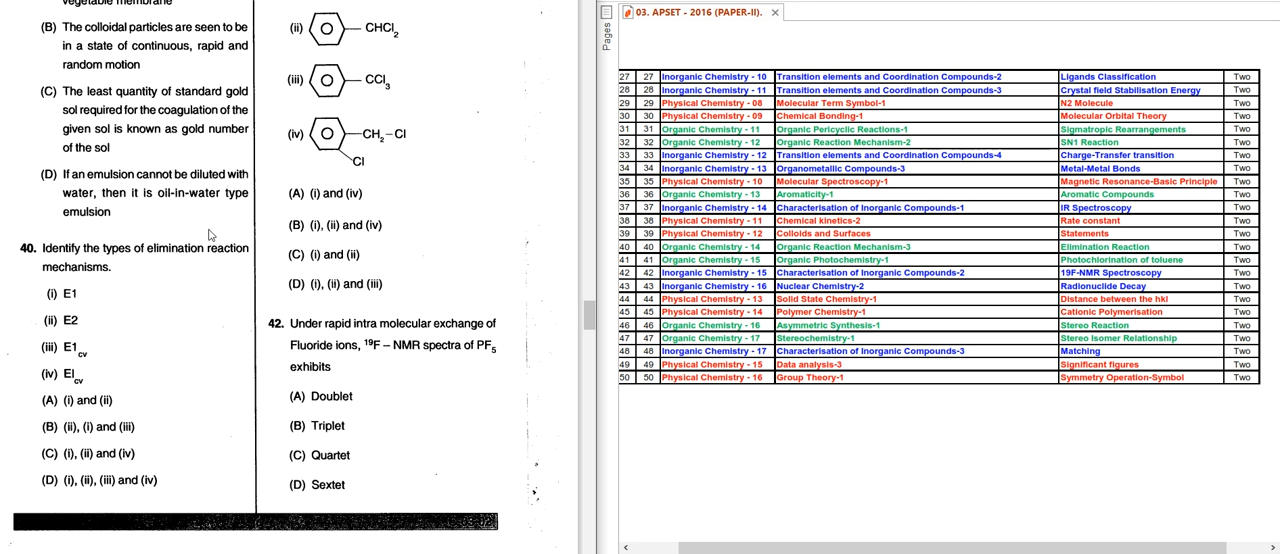 vegetable membrane
(B) The colloidal particles are seen to be
in a state of continuous, rapid and
random motion
(C) The least quantity of standard gold
sol required for the coagulation of the
given sol is known as gold number
of the sol
(D) If an emulsion cannot be diluted with
water, then it is oil-in-water type
emulsion
40. Identify the types of elimination reaction
mechanisms.
(i) E1
(ii) E2
(iii) E1cv
(iv) EIcv
(A) (i) and (ii)
(B) (ii), (i) and (iii)
(C) (i), (ii) and (iv)
(D) (i), (ii), (iii) and (iv)
(ii) CHCl2
(iii) CCl3
(iv) CH2–Cl
Cl
(A) (i) and (iv)
(B) (i), (ii) and (iv)
(C) (i) and (ii)
(D) (i), (ii) and (iii)
42. Under rapid intra molecular exchange of
Fluoride ions, 19F – NMR spectra of PF5
exhibits
(A) Doublet
(B) Triplet
(C) Quartet
(D) Sextet
Pages
03. APSET - 2016 (PAPER-II).
27 27 Inorganic Chemistry - 10 Transition elements and Coordination Compounds-2 Ligands Classification Two
28 28 Inorganic Chemistry - 11 Transition elements and Coordination Compounds-3 Crystal field Stabilisation Energy Two
29 29 Physical Chemistry - 08 Molecular Term Symbol-1 N2 Molecule Two
30 30 Physical Chemistry - 09 Chemical Bonding-1 Molecular Orbital Theory Two
31 31 Organic Chemistry - 11 Organic Pericyclic Reactions-1 Sigmatropic Rearrangements Two
32 32 Organic Chemistry - 12 Organic Reaction Mechanism-2 SN1 Reaction Two
33 33 Inorganic Chemistry - 12 Transition elements and Coordination Compounds-4 Charge-Transfer transition Two
34 34 Inorganic Chemistry - 13 Organometallic Compounds-3 Metal-Metal Bonds Two
35 35 Physical Chemistry - 10 Molecular Spectroscopy-1 Magnetic Resonance-Basic Principle Two
36 36 Organic Chemistry - 13 Aromaticity-1 Aromatic Compounds Two
37 37 Inorganic Chemistry - 14 Characterisation of Inorganic Compounds-1 IR Spectroscopy Two
38 38 Physical Chemistry - 11 Chemical kinetics-2 Rate constant Two
39 39 Physical Chemistry - 12 Colloids and Surfaces Statements Two
40 40 Organic Chemistry - 14 Organic Reaction Mechanism-3 Elimination Reaction Two
41 41 Organic Chemistry - 15 Organic Photochemistry-1 Photochlorination of toluene Two
42 42 Inorganic Chemistry - 15 Characterisation of Inorganic Compounds-2 19F-NMR Spectroscopy Two
43 43 Inorganic Chemistry - 16 Nuclear Chemistry-2 Radionuclide Decay Two
44 44 Physical Chemistry - 13 Solid State Chemistry-1 Distance between the hkl Two
45 45 Physical Chemistry - 14 Polymer Chemistry-1 Cationic Polymerisation Two
46 46 Organic Chemistry - 16 Asymmetric Synthesis-1 Stereo Reaction Two
47 47 Organic Chemistry - 17 Stereochemistry-1 Stereo Isomer Relationship Two
48 48 Inorganic Chemistry - 17 Characterisation of Inorganic Compounds-3 Matching Two
49 49 Physical Chemistry - 15 Data analysis-3 Significant figures Two
50 50 Physical Chemistry - 16 Group Theory-1 Symmetry Operation-Symbol Two